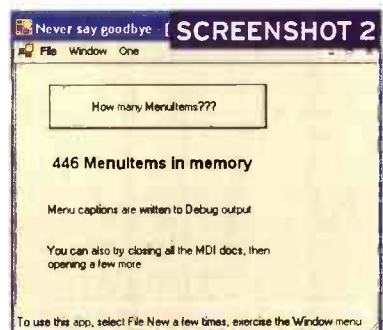 Never say goodbye - [
SCREENSHOT 2
File Window One
How many MenuItems???
446 MenuItems in memory
Menu captions are written to Debug output
You can also try closing all the MDI docs, then
opening a few more
To use this app, select File New a few times, exercise the Window menu